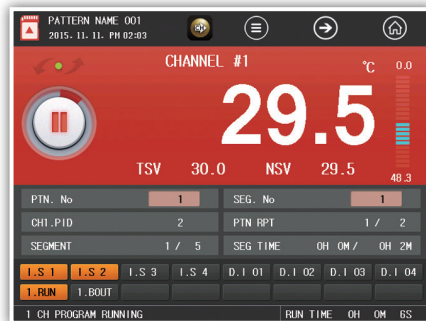 PATTERN NAME 001
2015. 11. 11. PM 02:03
CHANNEL #1
℃ 0.0
29.5
TSV 30.0 NSV 29.5
48.3
PTN. No 1 SEG. No 1
CH1.PID 2 PTN RPT 1 / 2
SEGMENT 1 / 5 SEG TIME 0H 0M/ 0H 2M
I.S 1 I.S 2 I.S 3 I.S 4 D.I 01 D.I 02 D.I 03 D.I 04
1.RUN 1.BOUT
1 CH PROGRAM RUNNING RUN TIME 0H 0M 6S